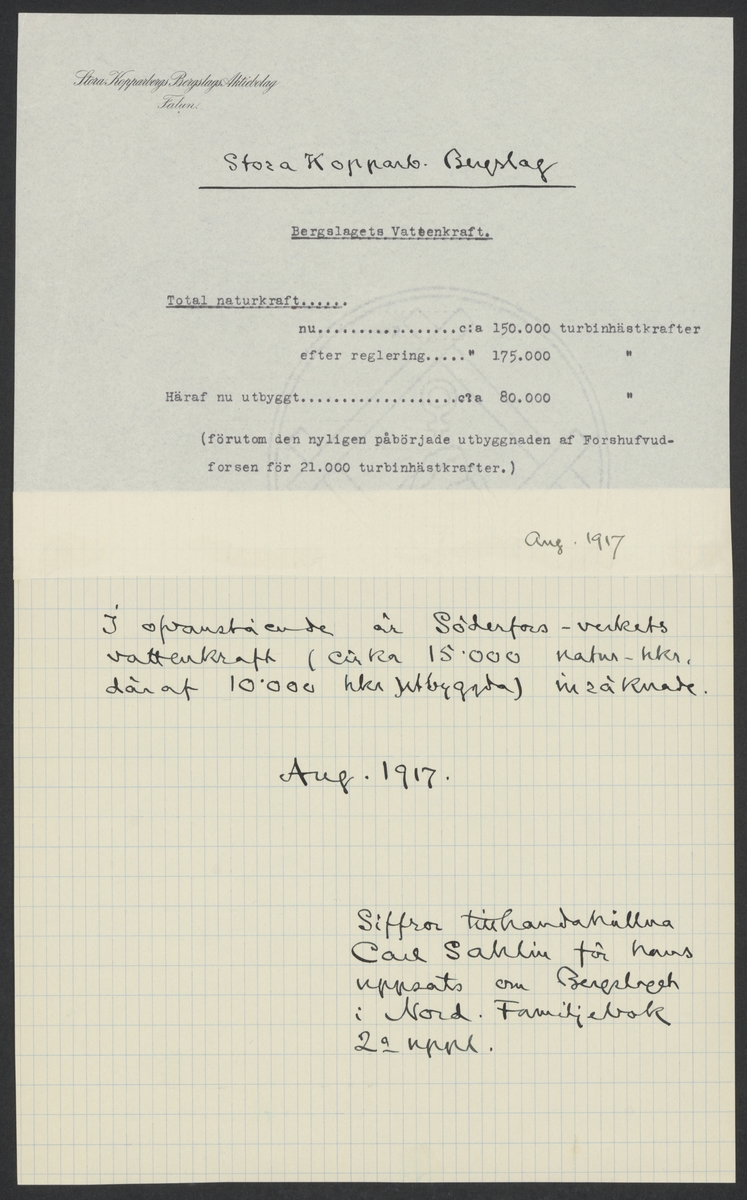 Stora Kopparbergs Bergslags Aktiebolag
Falun.
Stora Kopparb. Bergslag
Bergslagets Vatenkraft.
Total naturkraft......
nu.................c:a 150.000 turbinhästkrafter
efter reglering....." 175.000 "
Häraf nu utbyggt...................c:a 80.000 "
(förutom den nyligen påbörjade utbyggnaden af Forshufvud-
forsen för 21.000 turbinhästkrafter.)
Aug. 1917
I ofvanstående är Söderfors-verkets
vattenkraft (cirka 15.000 natur-hkr,
däraf 10.000 hkr utbyggda) inräknade.
Aug. 1917.
Siffror tillhandahållna
Carl Sahlin för hans
uppsats om Bergslaget
i Nord. Familjebok
2a uppl.